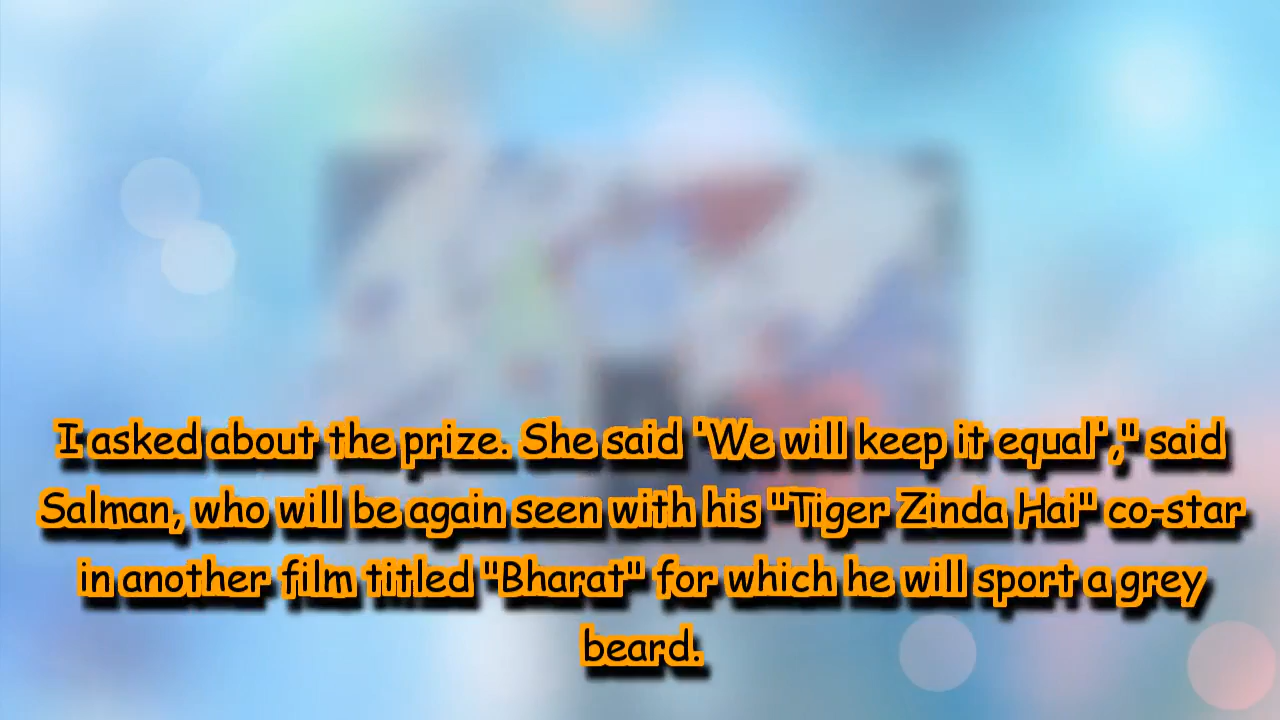 I asked about the prize. She said 'We will keep it equal'," said
Salman, who will be again seen with his "Tiger Zinda Hai" co-star
in another film titled "Bharat" for which he will sport a grey
beard.